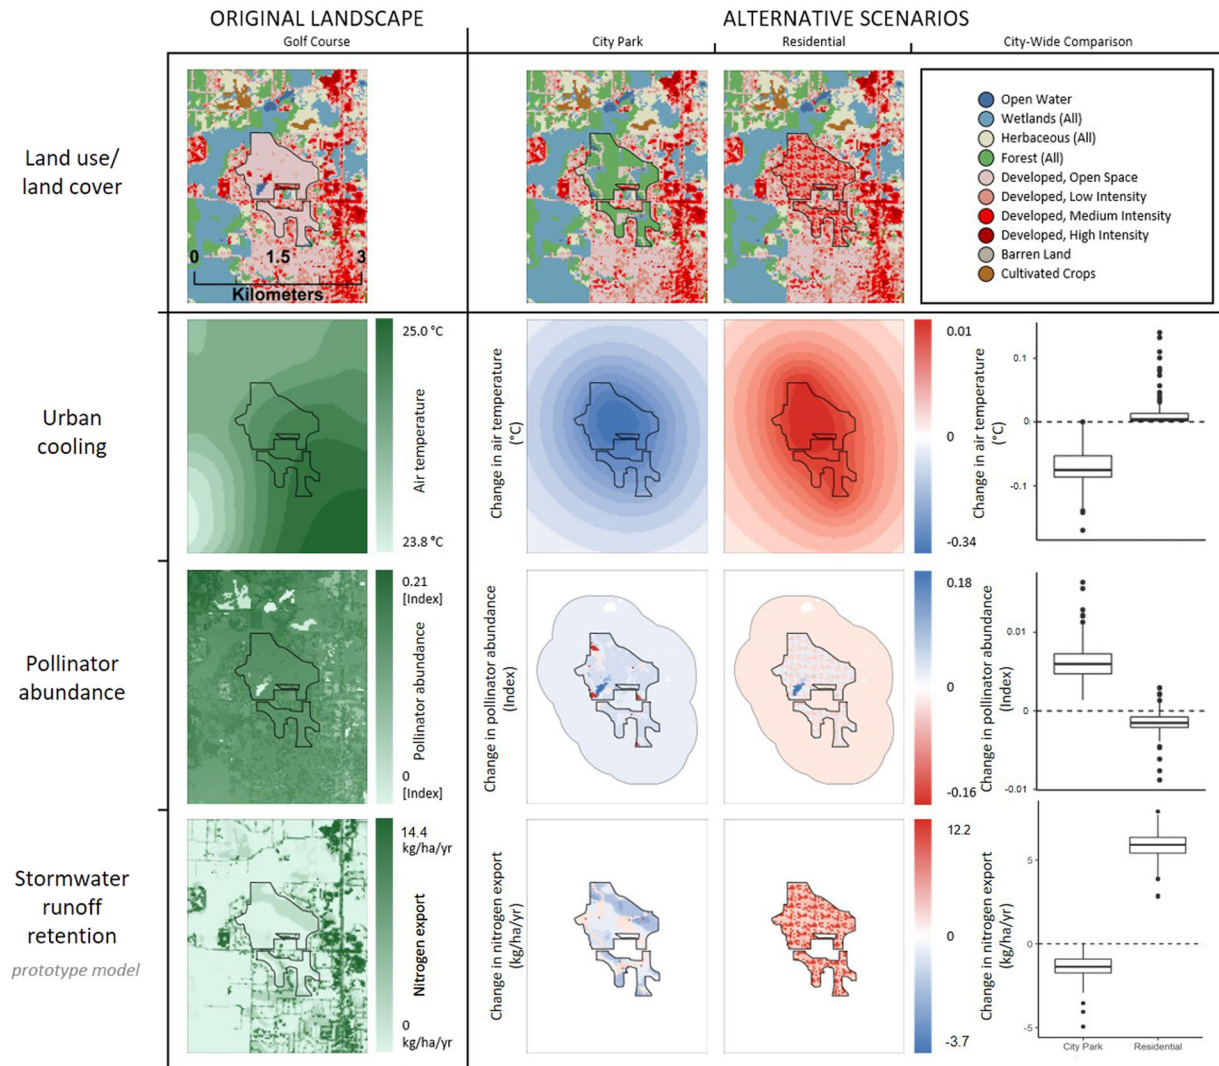 ORIGINAL LANDSCAPE
ALTERNATIVE SCENARIOS
Golf Course
City Park
Residential
City-Wide Comparison
Land use/
land cover
0
1.5
3
Kilometers
Open Water
Wetlands (All)
Herbaceous (All)
Forest (All)
Developed, Open Space
Developed, Low Intensity
Developed, Medium Intensity
Developed, High Intensity
Barren Land
Cultivated Crops
Urban
cooling
25.0 °C
Air temperature
23.8 °C
Change in air temperature
(°C)
0.01
0
-0.34
Change in air temperature
(°C)
0.1
0
-0.1
Pollinator
abundance
0.21
[Index]
Pollinator abundance
0
[Index]
Change in pollinator abundance
(Index)
0.18
0
-0.16
Change in pollinator abundance
(Index)
0.01
0
-0.01
Stormwater
runoff
retention
prototype model
14.4
kg/ha/yr
Nitrogen export
0
kg/ha/yr
Change in nitrogen export
(kg/ha/yr)
12.2
0
-3.7
Change in nitrogen export
(kg/ha/yr)
5
0
-5
City Park
Residential